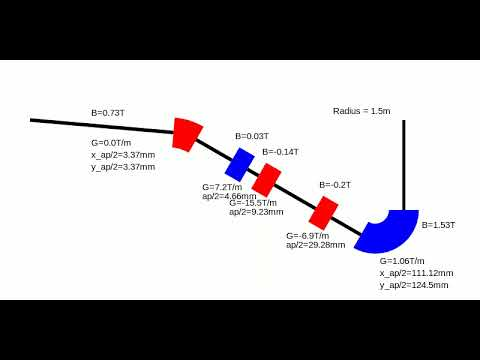 B=0.73T
G=0.0T/m
x_ap/2=3.37mm
y_ap/2=3.37mm
B=0.03T
G=7.2T/m
ap/2=4.66mm
B=-0.14T
G=-15.5T/m
ap/2=9.23mm
B=-0.2T
G=-6.9T/m
ap/2=29.28mm
Radius = 1.5m
B=1.53T
G=1.06T/m
x_ap/2=111.12mm
y_ap/2=124.5mm